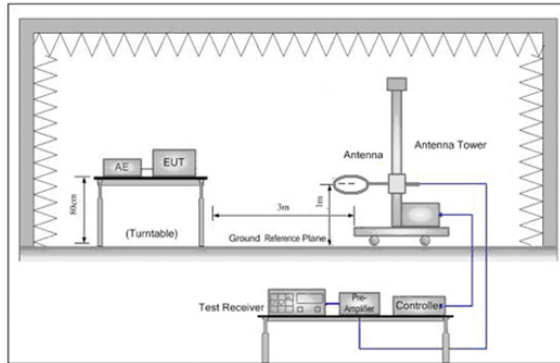 AE
EUT
Antenna
Antenna Tower
80cm
(Turntable)
3m
1m
Ground Reference Plane
Test Receiver
Pre-
Amplifier
Controller